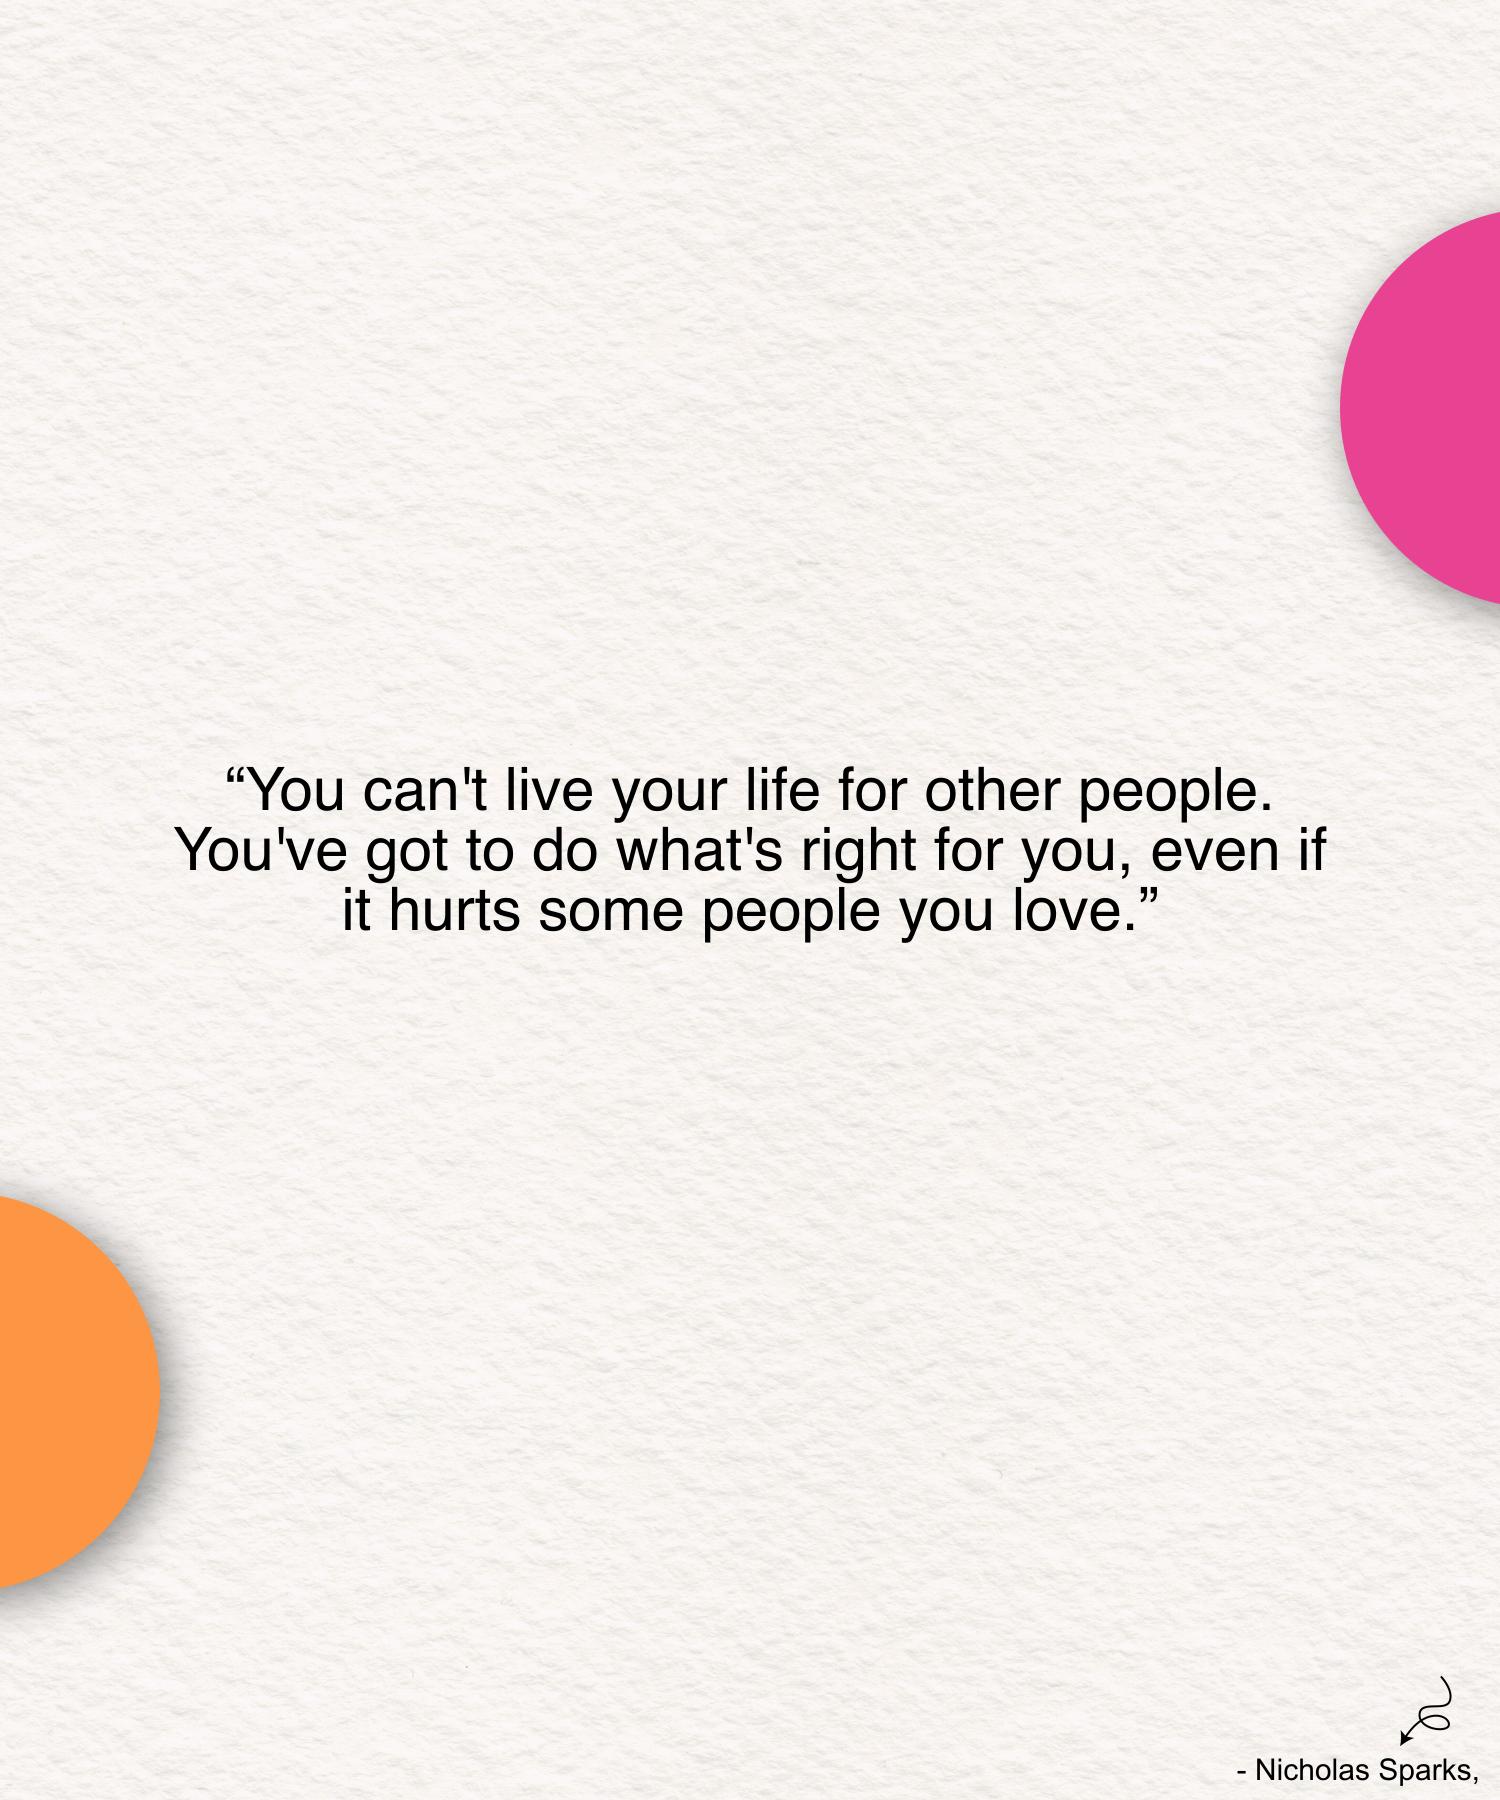 “You can't live your life for other people.
You've got to do what's right for you, even if
it hurts some people you love.”
- Nicholas Sparks,